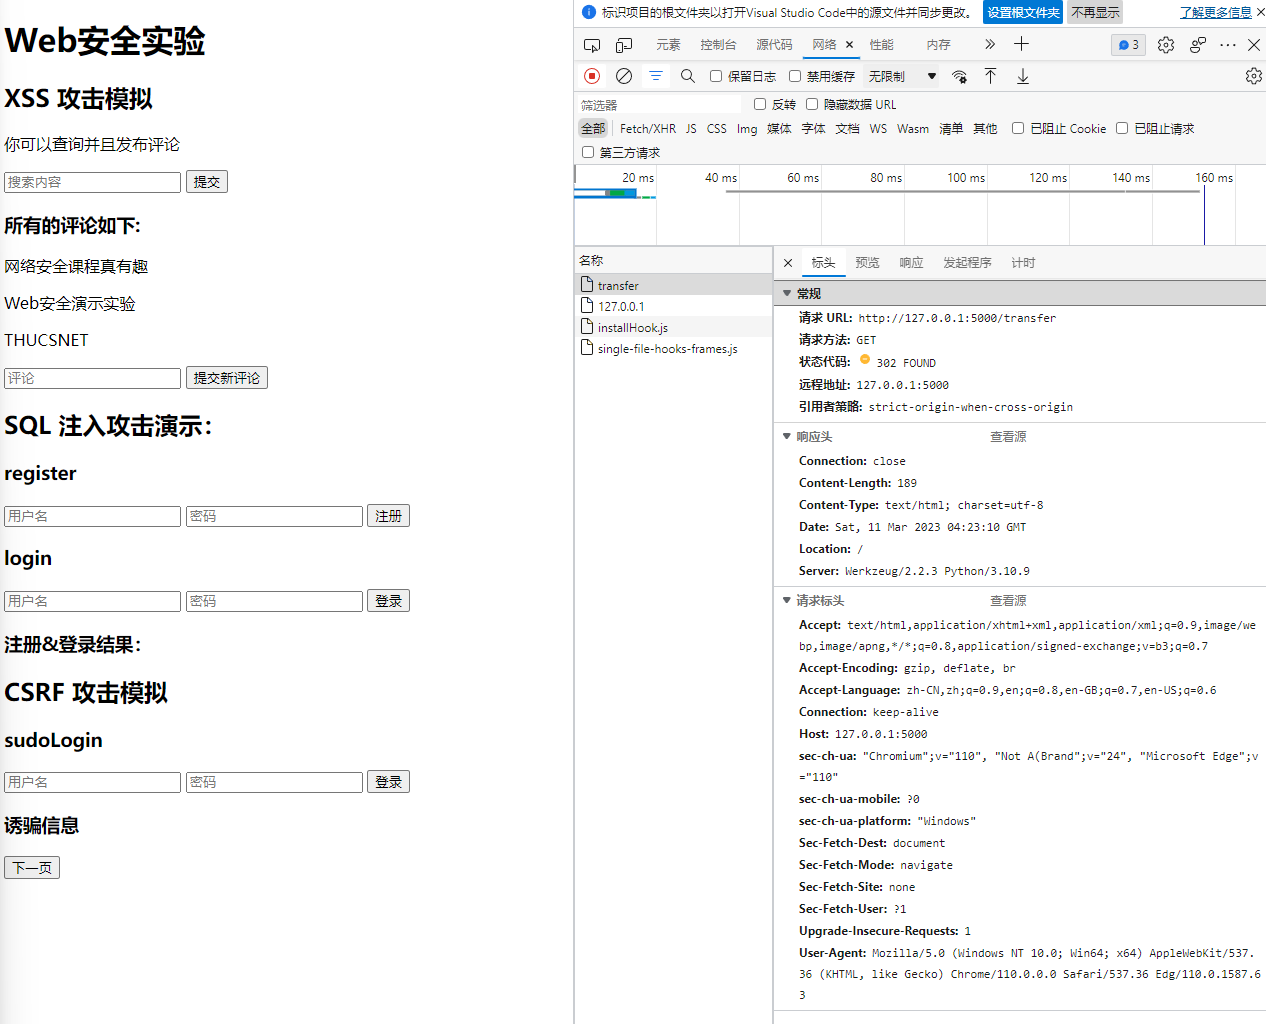 Web安全实验
XSS 攻击模拟
你可以查询并且发布评论
搜索内容 提交
所有的评论如下:
网络安全课程真有趣
Web安全演示实验
THUCSNET
评论 提交新评论
SQL 注入攻击演示：
register
用户名 密码 注册
login
用户名 密码 登录
注册&登录结果：
CSRF 攻击模拟
sudoLogin
用户名 密码 登录
诱骗信息
下一页
标识项目的根文件夹以打开Visual Studio Code中的源文件并同步更改。 设置根文件夹 不再显示 了解更多信息
元素 控制台 源代码 网络 性能 内存 3
保留日志 禁用缓存 无限制
筛选器 反转 隐藏数据 URL
全部 Fetch/XHR JS CSS Img 媒体 字体 文档 WS Wasm 清单 其他 已阻止 Cookie 已阻止请求
第三方请求
20 ms 40 ms 60 ms 80 ms 100 ms 120 ms 140 ms 160 ms
名称
transfer
127.0.0.1
installHook.js
single-file-hooks-frames.js
标头 预览 响应 发起程序 计时
常规
请求 URL: http://127.0.0.1:5000/transfer
请求方法: GET
状态代码: 302 FOUND
远程地址: 127.0.0.1:5000
引用者策略: strict-origin-when-cross-origin
响应头 查看源
Connection: close
Content-Length: 189
Content-Type: text/html; charset=utf-8
Date: Sat, 11 Mar 2023 04:23:10 GMT
Location: /
Server: Werkzeug/2.2.3 Python/3.10.9
请求标头 查看源
Accept: text/html,application/xhtml+xml,application/xml;q=0.9,image/we
bp,image/apng,*/*;q=0.8,application/signed-exchange;v=b3;q=0.7
Accept-Encoding: gzip, deflate, br
Accept-Language: zh-CN,zh;q=0.9,en;q=0.8,en-GB;q=0.7,en-US;q=0.6
Connection: keep-alive
Host: 127.0.0.1:5000
sec-ch-ua: "Chromium";v="110", "Not A(Brand";v="24", "Microsoft Edge";v
="110"
sec-ch-ua-mobile: ?0
sec-ch-ua-platform: "Windows"
Sec-Fetch-Dest: document
Sec-Fetch-Mode: navigate
Sec-Fetch-Site: none
Sec-Fetch-User: ?1
Upgrade-Insecure-Requests: 1
User-Agent: Mozilla/5.0 (Windows NT 10.0; Win64; x64) AppleWebKit/537.
36 (KHTML, like Gecko) Chrome/110.0.0.0 Safari/537.36 Edg/110.0.1587.6
3